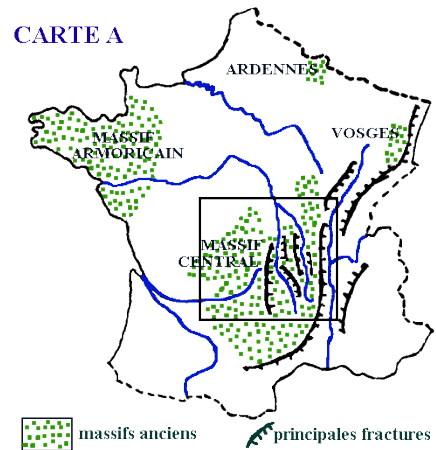 CARTE A
ARDENNES
VOSGES
MASSIF
ARMORICAIN
MASSIF
CENTRAL
massifs anciens
principales fractures